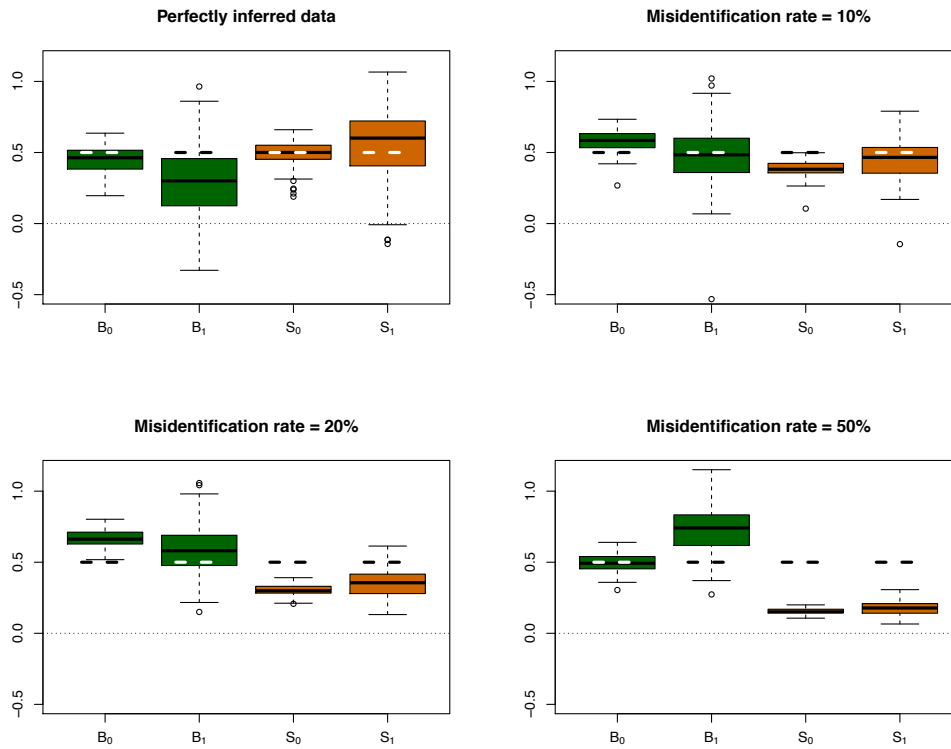 Perfectly inferred data
1.0
0.5
0.0
−0.5
B₀ B₁ S₀ S₁
Misidentification rate = 10%
1.0
0.5
0.0
−0.5
B₀ B₁ S₀ S₁
Misidentification rate = 20%
1.0
0.5
0.0
−0.5
B₀ B₁ S₀ S₁
Misidentification rate = 50%
1.0
0.5
0.0
−0.5
B₀ B₁ S₀ S₁